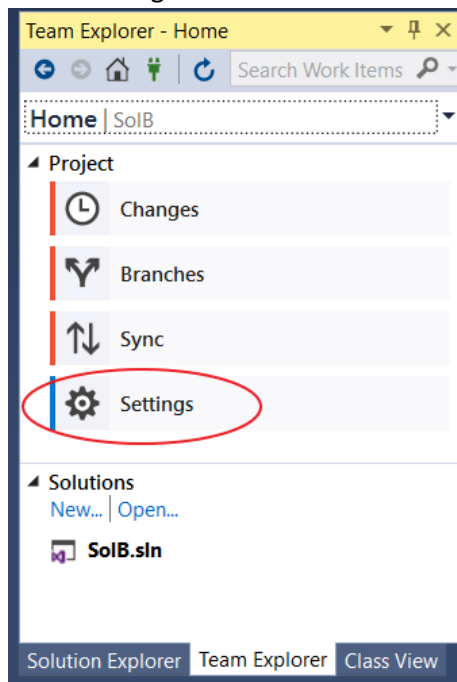 Team Explorer - Home
Search Work Items
Home | SolB
Project
Changes
Branches
Sync
Settings
Solutions
New... | Open...
SolB.sln
Solution Explorer Team Explorer Class View